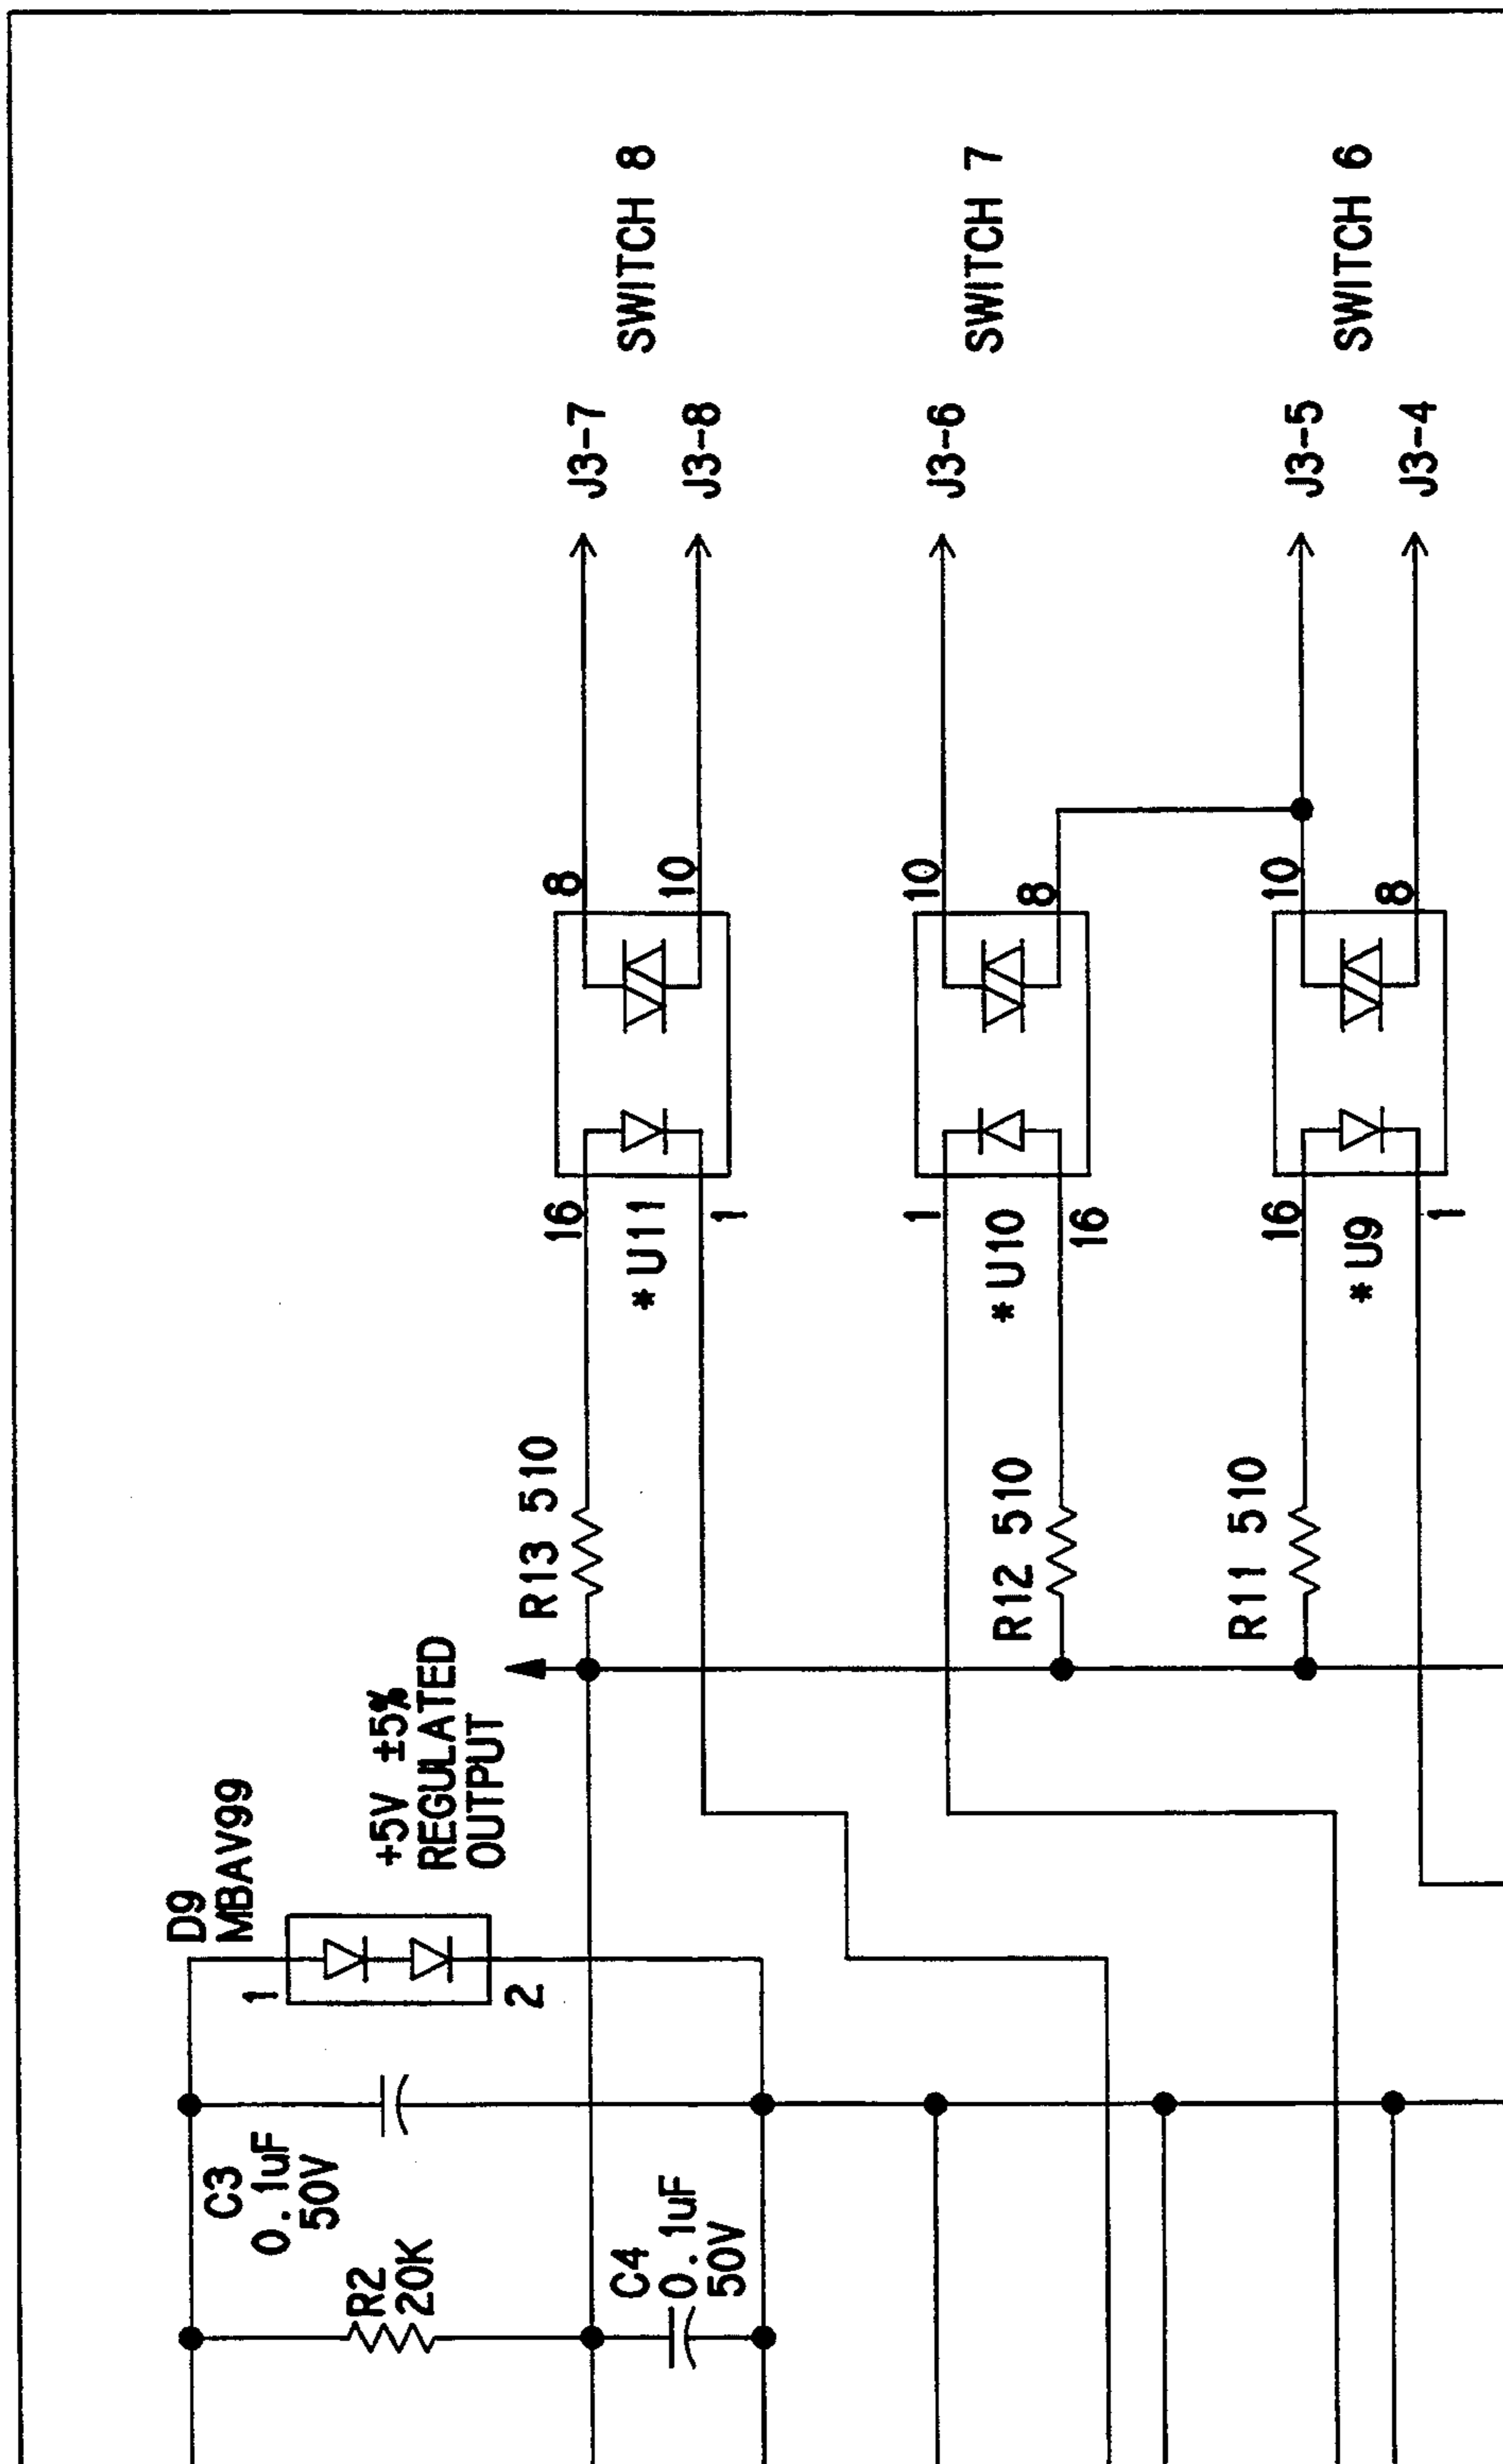 D9
MBAV99
1
2
C3
0.1uF
50V
R2
20K
C4
0.1uF
50V
+5V ±5%
REGULATED
OUTPUT
R13 510
16
*U11
1
8
10
J3-7
J3-8
SWITCH 8
R12 510
1
*U10
16
10
8
J3-6
SWITCH 7
R11 510
16
*U9
1
10
8
J3-5
J3-4
SWITCH 6